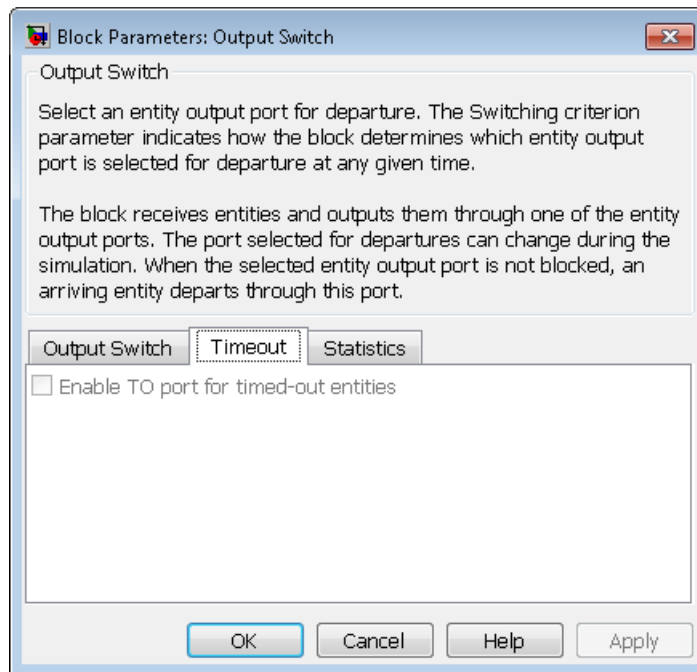 Block Parameters: Output Switch
Output Switch
Select an entity output port for departure. The Switching criterion
parameter indicates how the block determines which entity output
port is selected for departure at any given time.
The block receives entities and outputs them through one of the entity
output ports. The port selected for departures can change during the
simulation. When the selected entity output port is not blocked, an
arriving entity departs through this port.
Output Switch Timeout Statistics
Enable TO port for timed-out entities
OK Cancel Help Apply